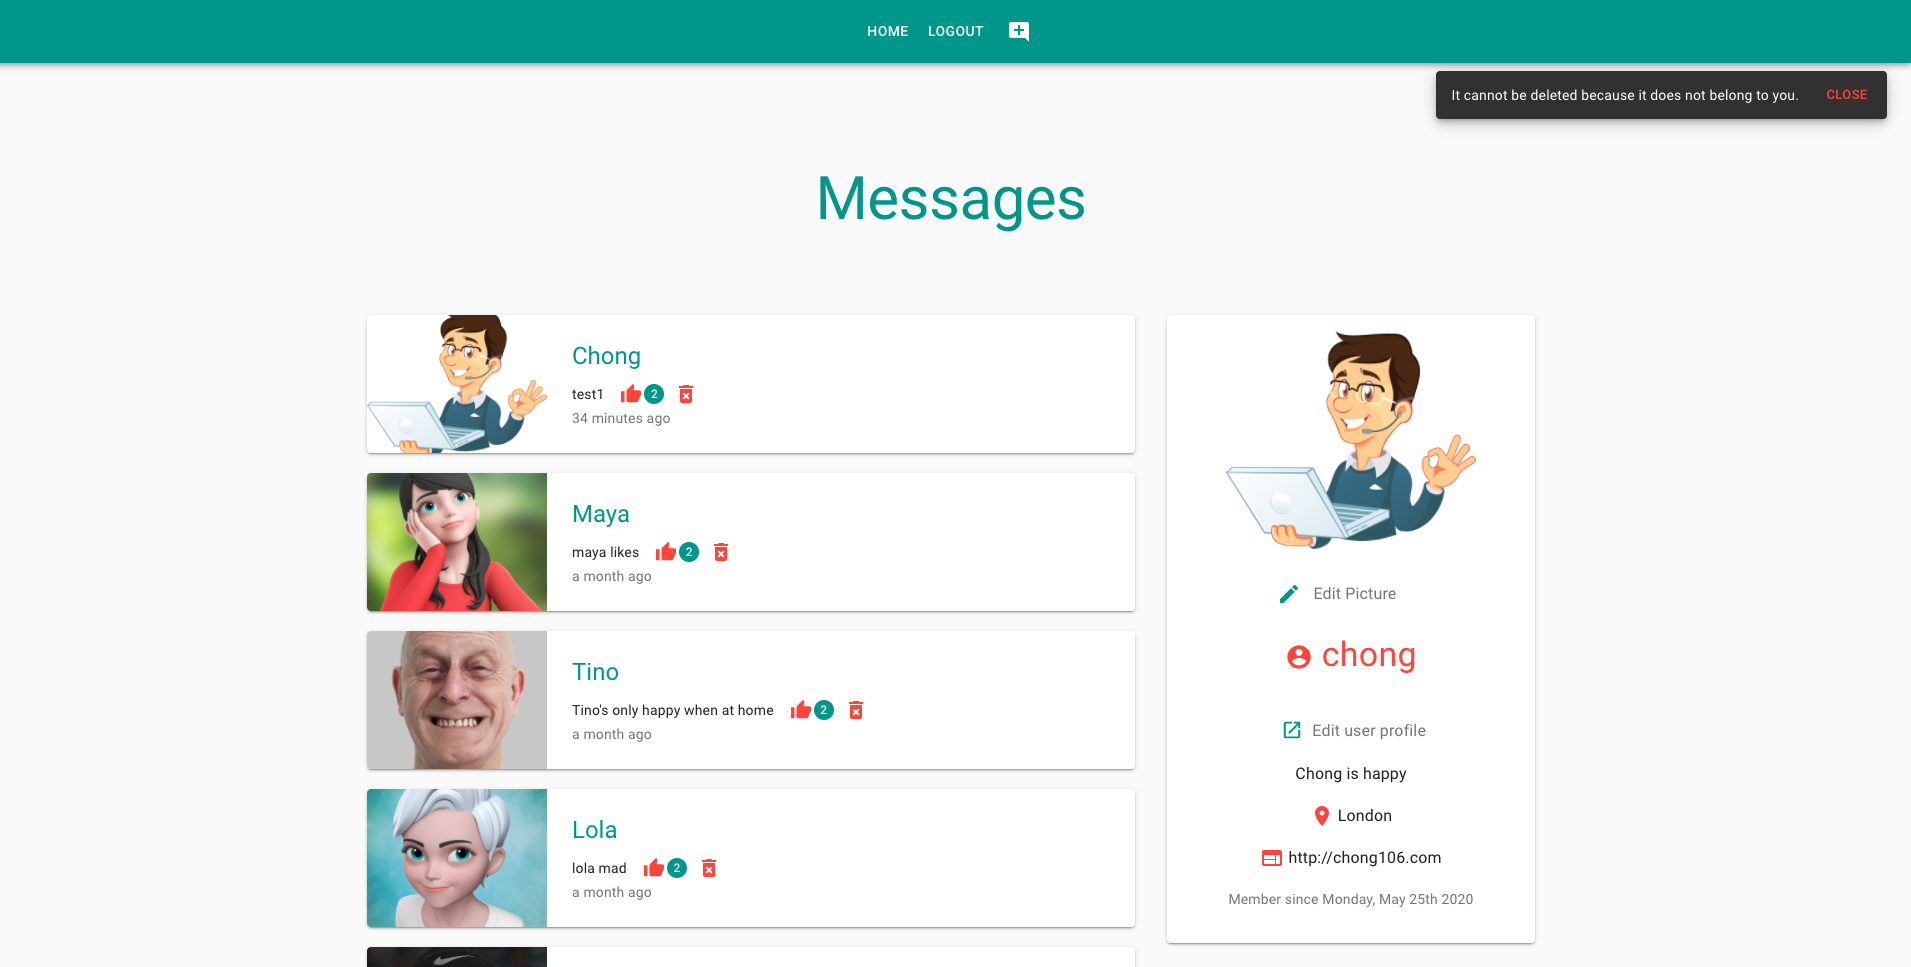 HOME LOGOUT
It cannot be deleted because it does not belong to you. CLOSE
Messages
Chong
test1 2
34 minutes ago
Maya
maya likes 2
a month ago
Tino
Tino's only happy when at home 2
a month ago
Lola
lola mad 2
a month ago
Edit Picture
chong
Edit user profile
Chong is happy
London
http://chong106.com
Member since Monday, May 25th 2020